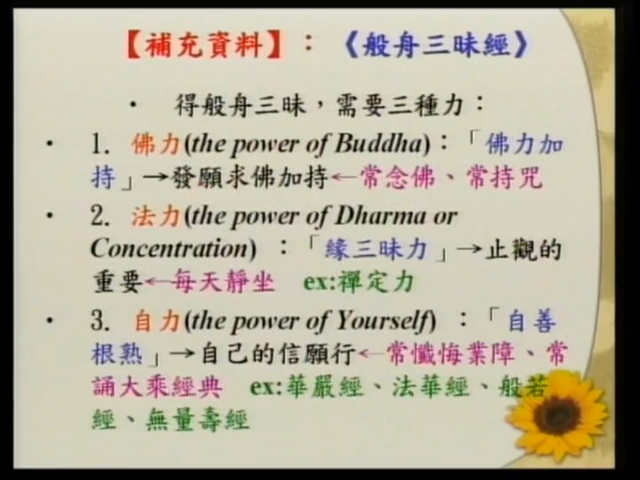 【補充資料】：《般舟三昧經》
• 得般舟三昧，需要三種力：
• 1. 佛力(the power of Buddha)：「佛力加
持」→發願求佛加持←常念佛、常持咒
• 2. 法力(the power of Dharma or
Concentration) ：「緣三昧力」→止觀的
重要←每天靜坐 ex:禪定力
• 3. 自力(the power of Yourself) ：「自善
根熟」→自己的信願行←常懺悔業障、常
誦大乘經典 ex:華嚴經、法華經、般若
經、無量壽經